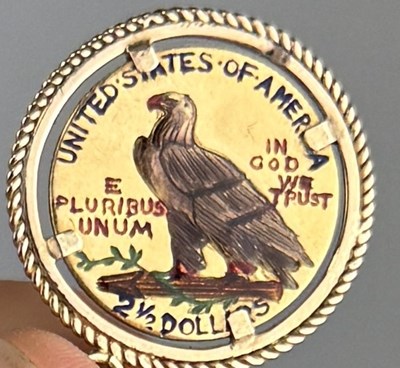 UNITED·STATES·OF·AMERICA
E
PLURIBUS
UNUM
IN
GOD
WE
TRUST
2½ DOLLARS